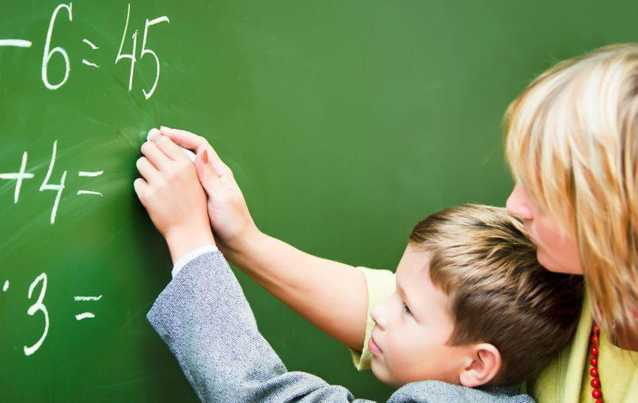 - 6 = 45
+ 4 =
· 3 =